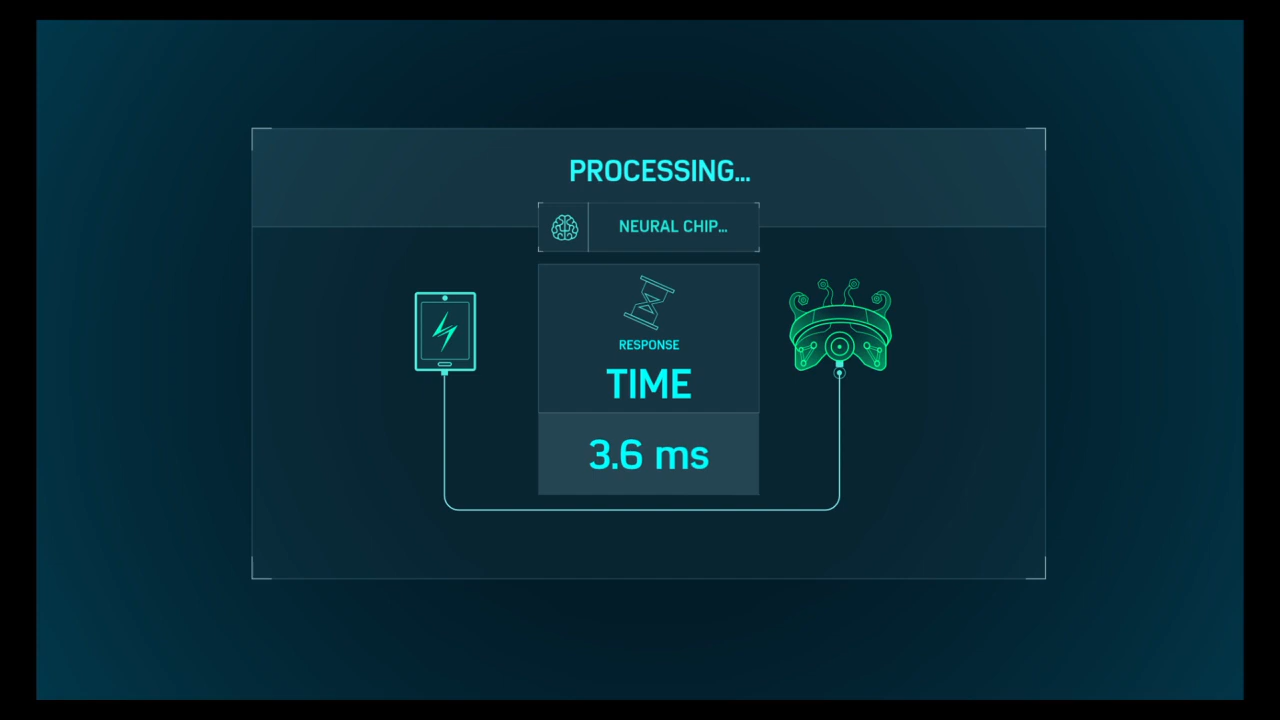 PROCESSING...
NEURAL CHIP...
RESPONSE
TIME
3.6 ms